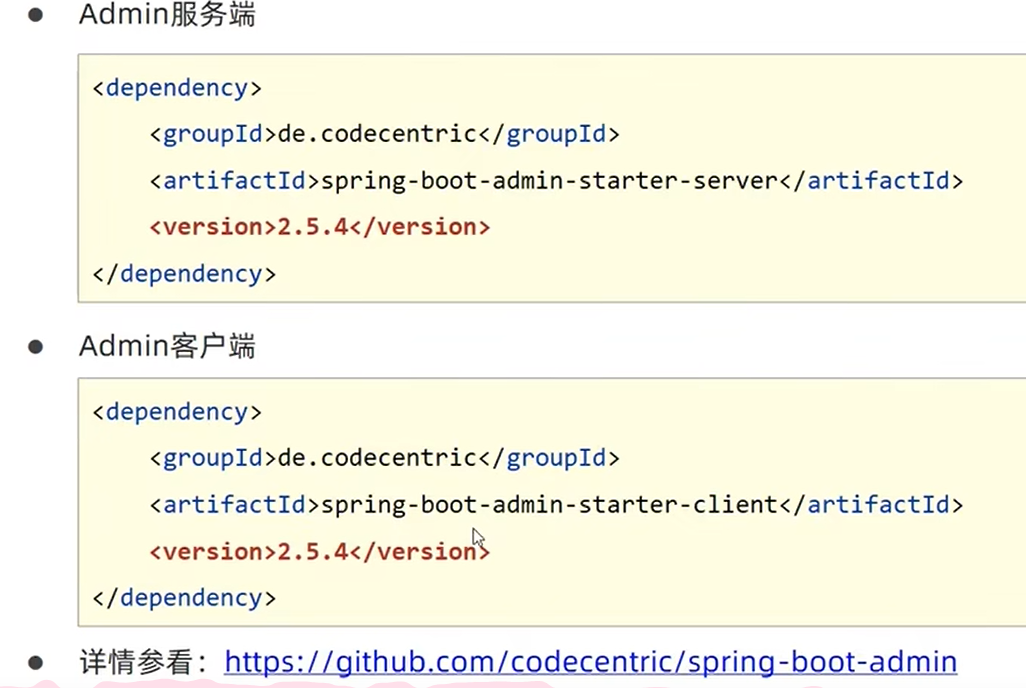 ● Admin服务端
<dependency>
    <groupId>de.codecentric</groupId>
    <artifactId>spring-boot-admin-starter-server</artifactId>
    <version>2.5.4</version>
</dependency>
● Admin客户端
<dependency>
    <groupId>de.codecentric</groupId>
    <artifactId>spring-boot-admin-starter-client</artifactId>
    <version>2.5.4</version>
</dependency>
● 详情参看：https://github.com/codecentric/spring-boot-admin